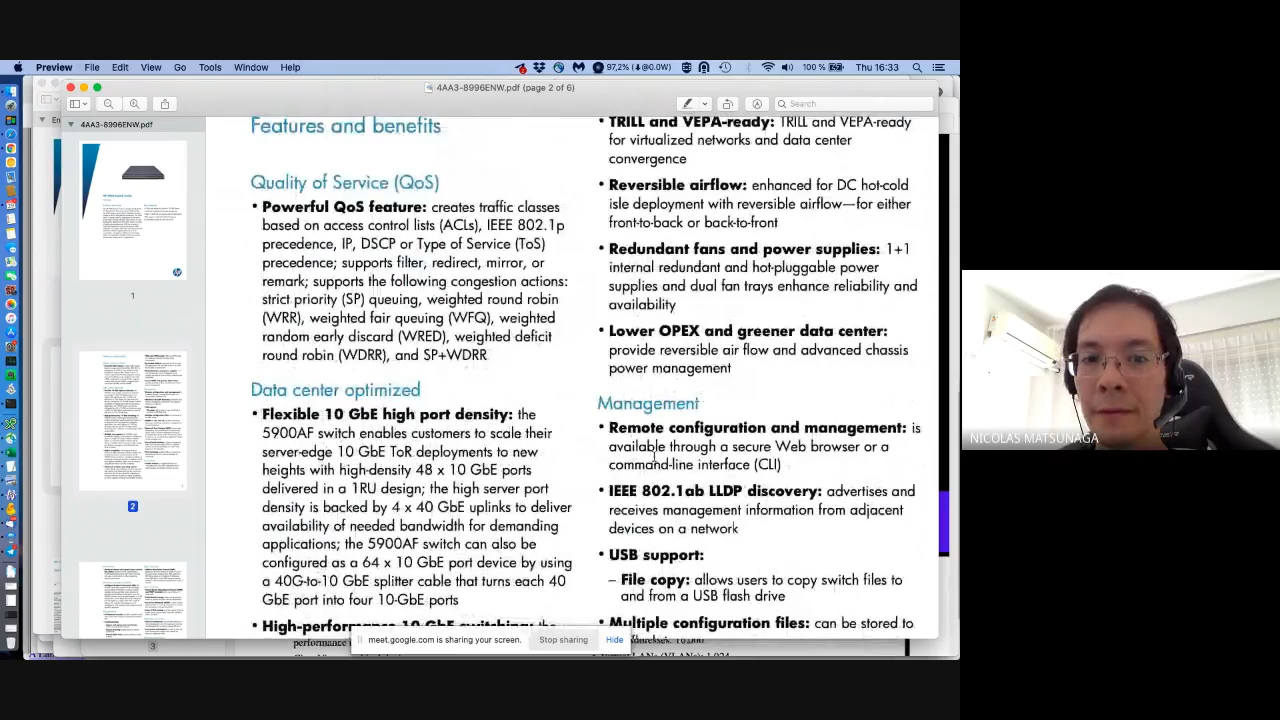 Preview File Edit View Go Tools Window Help
97,2% (⬇@0.0W)
100 %
Thu 16:33
4AA3-8996ENW.pdf (page 2 of 6)
Search
4AA3-8996ENW.pdf
1
2
3
Features and benefits
Quality of Service (QoS)
• Powerful QoS feature: creates traffic classes
based on access control lists (ACLs), IEEE 802.1p
precedence, IP, DSCP or Type of Service (ToS)
precedence; supports filter, redirect, mirror, or
remark; supports the following congestion actions:
strict priority (SP) queuing, weighted round robin
(WRR), weighted fair queuing (WFQ), weighted
random early discard (WRED), weighted deficit
round robin (WDRR), and SP+WDRR
Data center optimized
• Flexible 10 GbE high port density: the
5900AF switch enables customers to scale their
server-edge 10 GbE ToR deployments to new
heights with high-density 48 x 10 GbE ports
delivered in a 1RU design; the high server port
density is backed by 4 x 40 GbE uplinks to deliver
availability of needed bandwidth for demanding
applications; the 5900AF switch can also be
configured as a 64 x 10 GbE port device by using
a 40-G-10 GbE splitter cable that turns each 40
GbE port into four 10-GbE ports
• High-performance
switching: the
• TRILL and VEPA-ready: TRILL and VEPA-ready
for virtualized networks and data center
convergence
• Reversible airflow: enhanced for DC hot-cold
isle deployment with reversible airflow—for either
front-to-back or back-to-front
• Redundant fans and power supplies: 1+1
internal redundant and hot-pluggable power
supplies and dual fan trays enhance reliability and
availability
• Lower OPEX and greener data center:
provide reversible air flow and advanced chassis
power management
Management
• Remote configuration and management: is
available through a secure Web browser or a
command-line interface (CLI)
• IEEE 802.1ab LLDP discovery: advertises and
receives management information from adjacent
devices on a network
• USB support:
– File copy: allows users to copy switch files to
and from a USB flash drive
• Multiple configuration files: can be stored to
meet.google.com is sharing your screen.
Stop sharing
Hide
NICOLAS MATSUNAGA